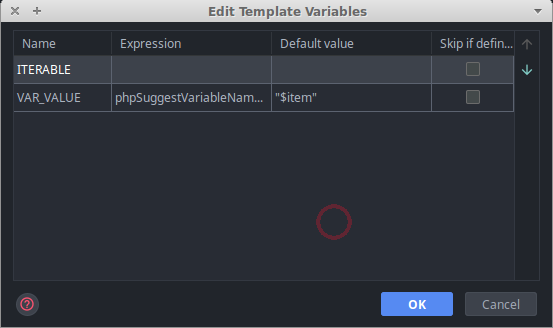 Edit Template Variables
Name Expression Default value Skip if defin...
ITERABLE
VAR_VALUE phpSuggestVariableNam... "$item"
OK Cancel